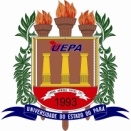 UEPA
1993
UNIVERSIDADE DO ESTADO DO PARÁ